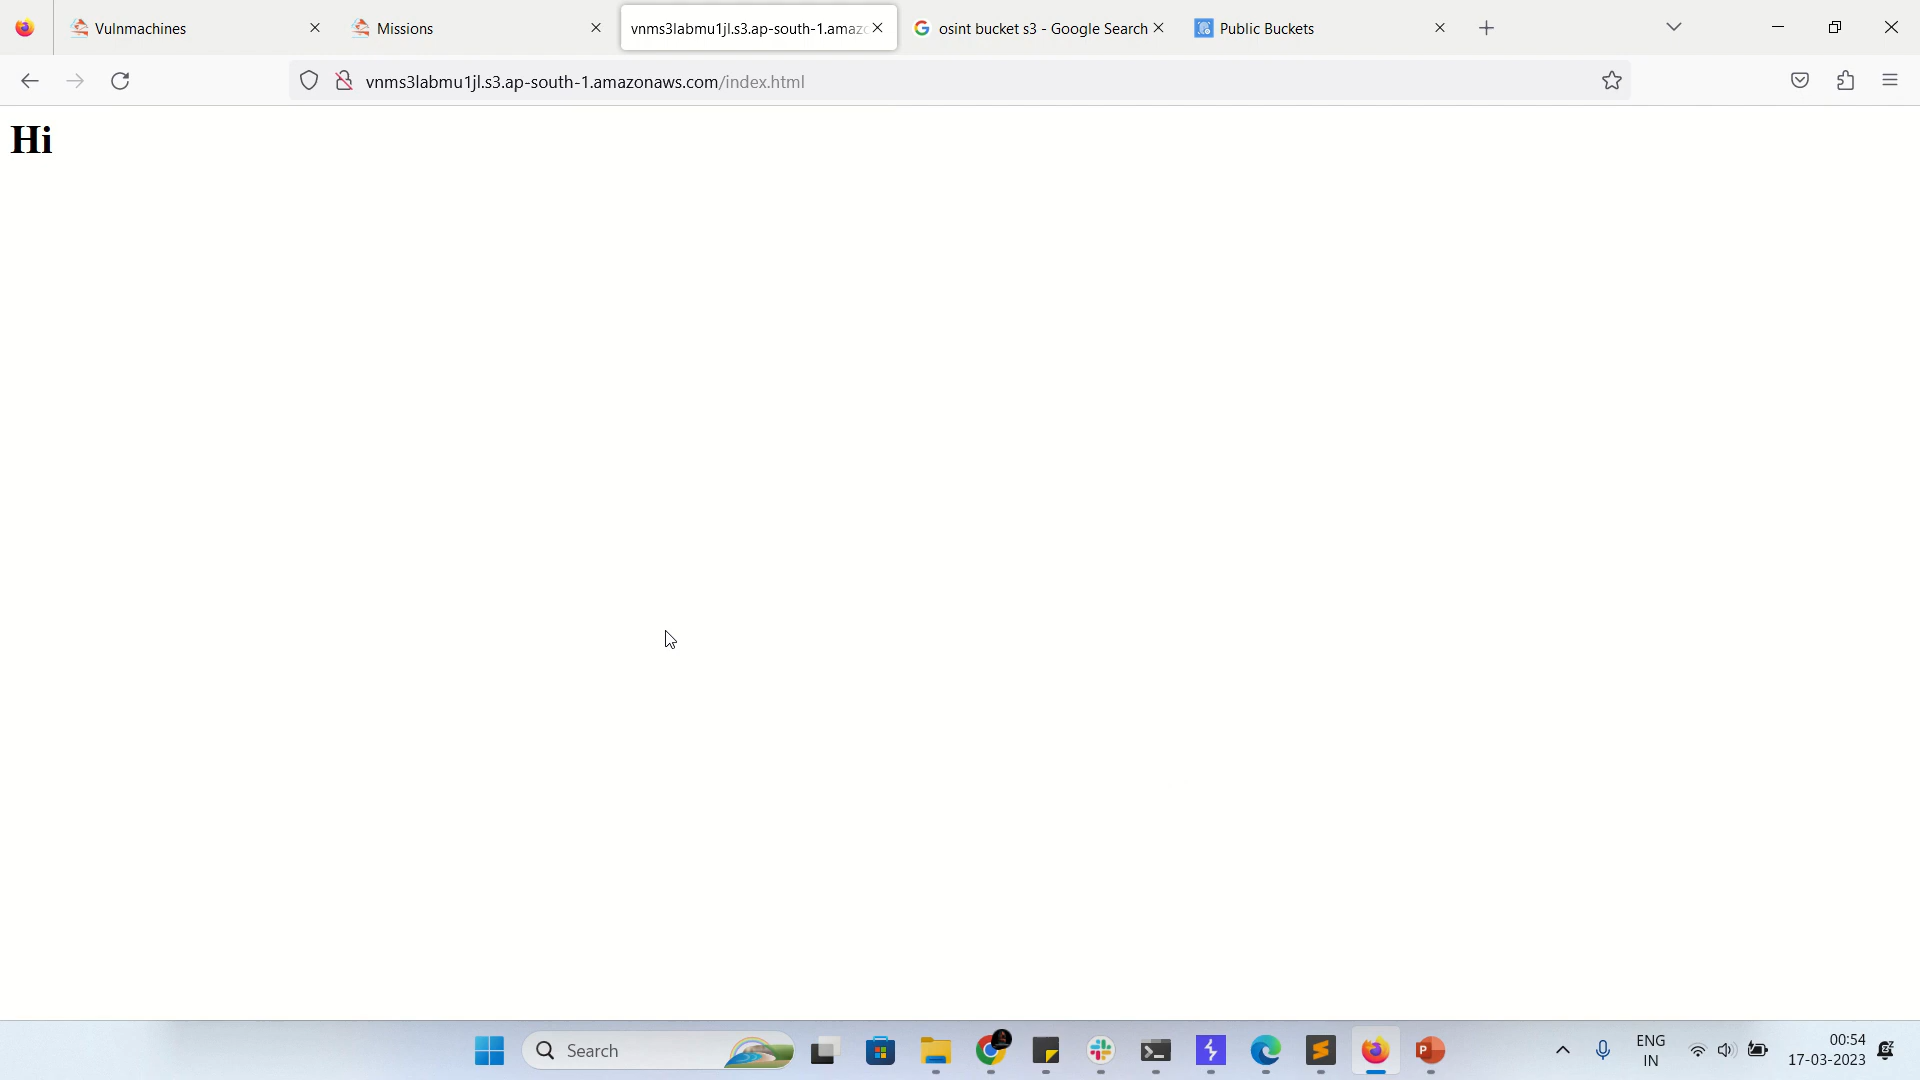 Vulnmachines
Missions
vnms3labmu1jl.s3.ap-south-1.amazo
osint bucket s3 - Google Search
Public Buckets
vnms3labmu1jl.s3.ap-south-1.amazonaws.com/index.html
Hi
Search
ENG
IN
00:54
17-03-2023